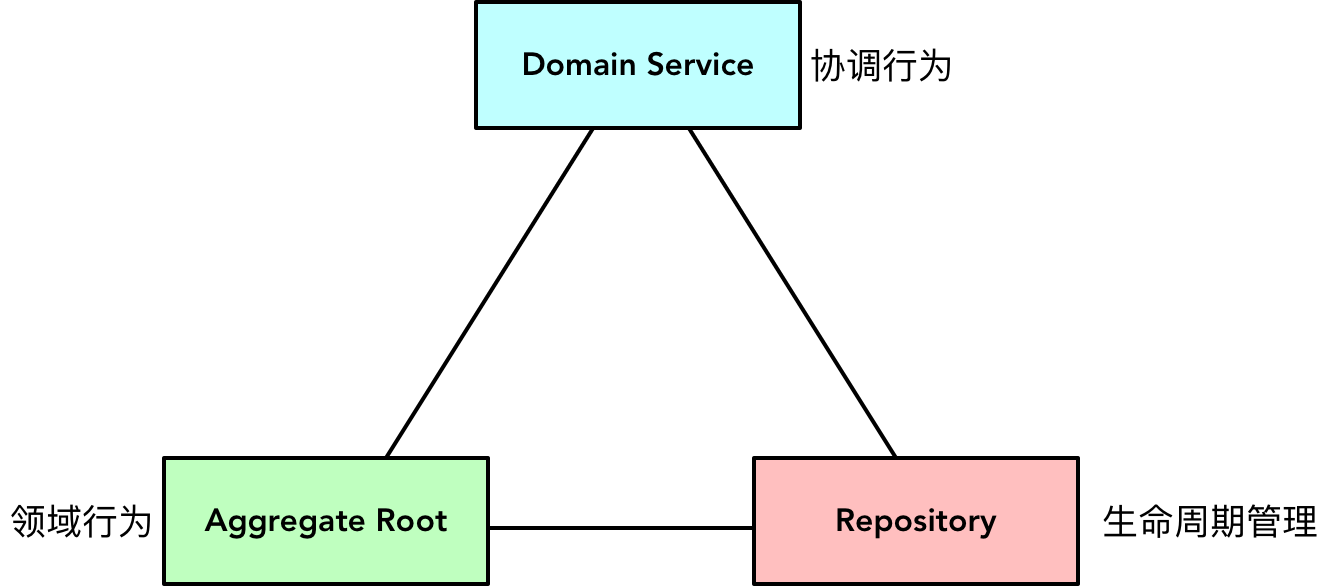 Domain Service
协调行为
领域行为
Aggregate Root
Repository
生命周期管理